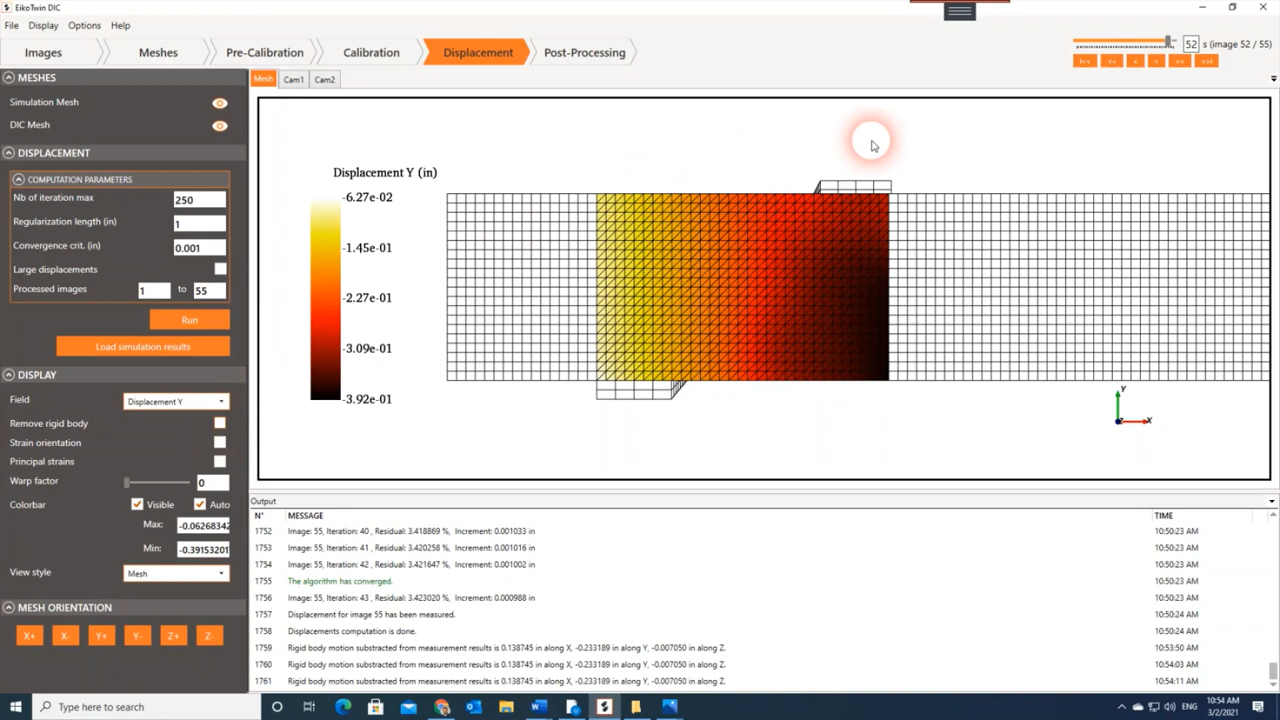 EikoTwin DIC
File Display Options Help
Images Meshes Pre-Calibration Calibration Displacement Post-Processing
52 s (image 52 / 55)
|<< << < > >> >>|
MESHES
Simulation Mesh
DIC Mesh
DISPLACEMENT
COMPUTATION PARAMETERS
Nb of iteration max 250
Regularization length (in) 1
Convergence crit. (in) 0.001
Large displacements
Processed images 1 to 55
Run
Load simulation results
DISPLAY
Field Displacement Y
Remove rigid body
Strain orientation
Principal strains
Warp factor 0
Colorbar Visible Auto
Max: -0.06268342
Min: -0.39153201
View style Mesh
MESH ORIENTATION
X+ X- Y+ Y- Z+ Z-
Mesh Cam1 Cam2
Displacement Y (in)
-6.27e-02
-1.45e-01
-2.27e-01
-3.09e-01
-3.92e-01
Y
Z X
Output
N° MESSAGE TIME
1752 Image: 55, Iteration: 40 , Residual: 3.418869 %, Increment: 0.001033 in 10:50:23 AM
1753 Image: 55, Iteration: 41 , Residual: 3.420258 %, Increment: 0.001016 in 10:50:23 AM
1754 Image: 55, Iteration: 42 , Residual: 3.421647 %, Increment: 0.001002 in 10:50:23 AM
1755 The algorithm has converged. 10:50:23 AM
1756 Image: 55, Iteration: 43 , Residual: 3.423020 %, Increment: 0.000988 in 10:50:23 AM
1757 Displacement for image 55 has been measured. 10:50:24 AM
1758 Displacements computation is done. 10:50:24 AM
1759 Rigid body motion substracted from measurement results is 0.138745 in along X, -0.233189 in along Y, -0.007050 in along Z. 10:53:50 AM
1760 Rigid body motion substracted from measurement results is 0.138745 in along X, -0.233189 in along Y, -0.007050 in along Z. 10:54:03 AM
1761 Rigid body motion substracted from measurement results is 0.138745 in along X, -0.233189 in along Y, -0.007050 in along Z. 10:54:11 AM
Type here to search
ENG
10:54 AM
3/2/2021